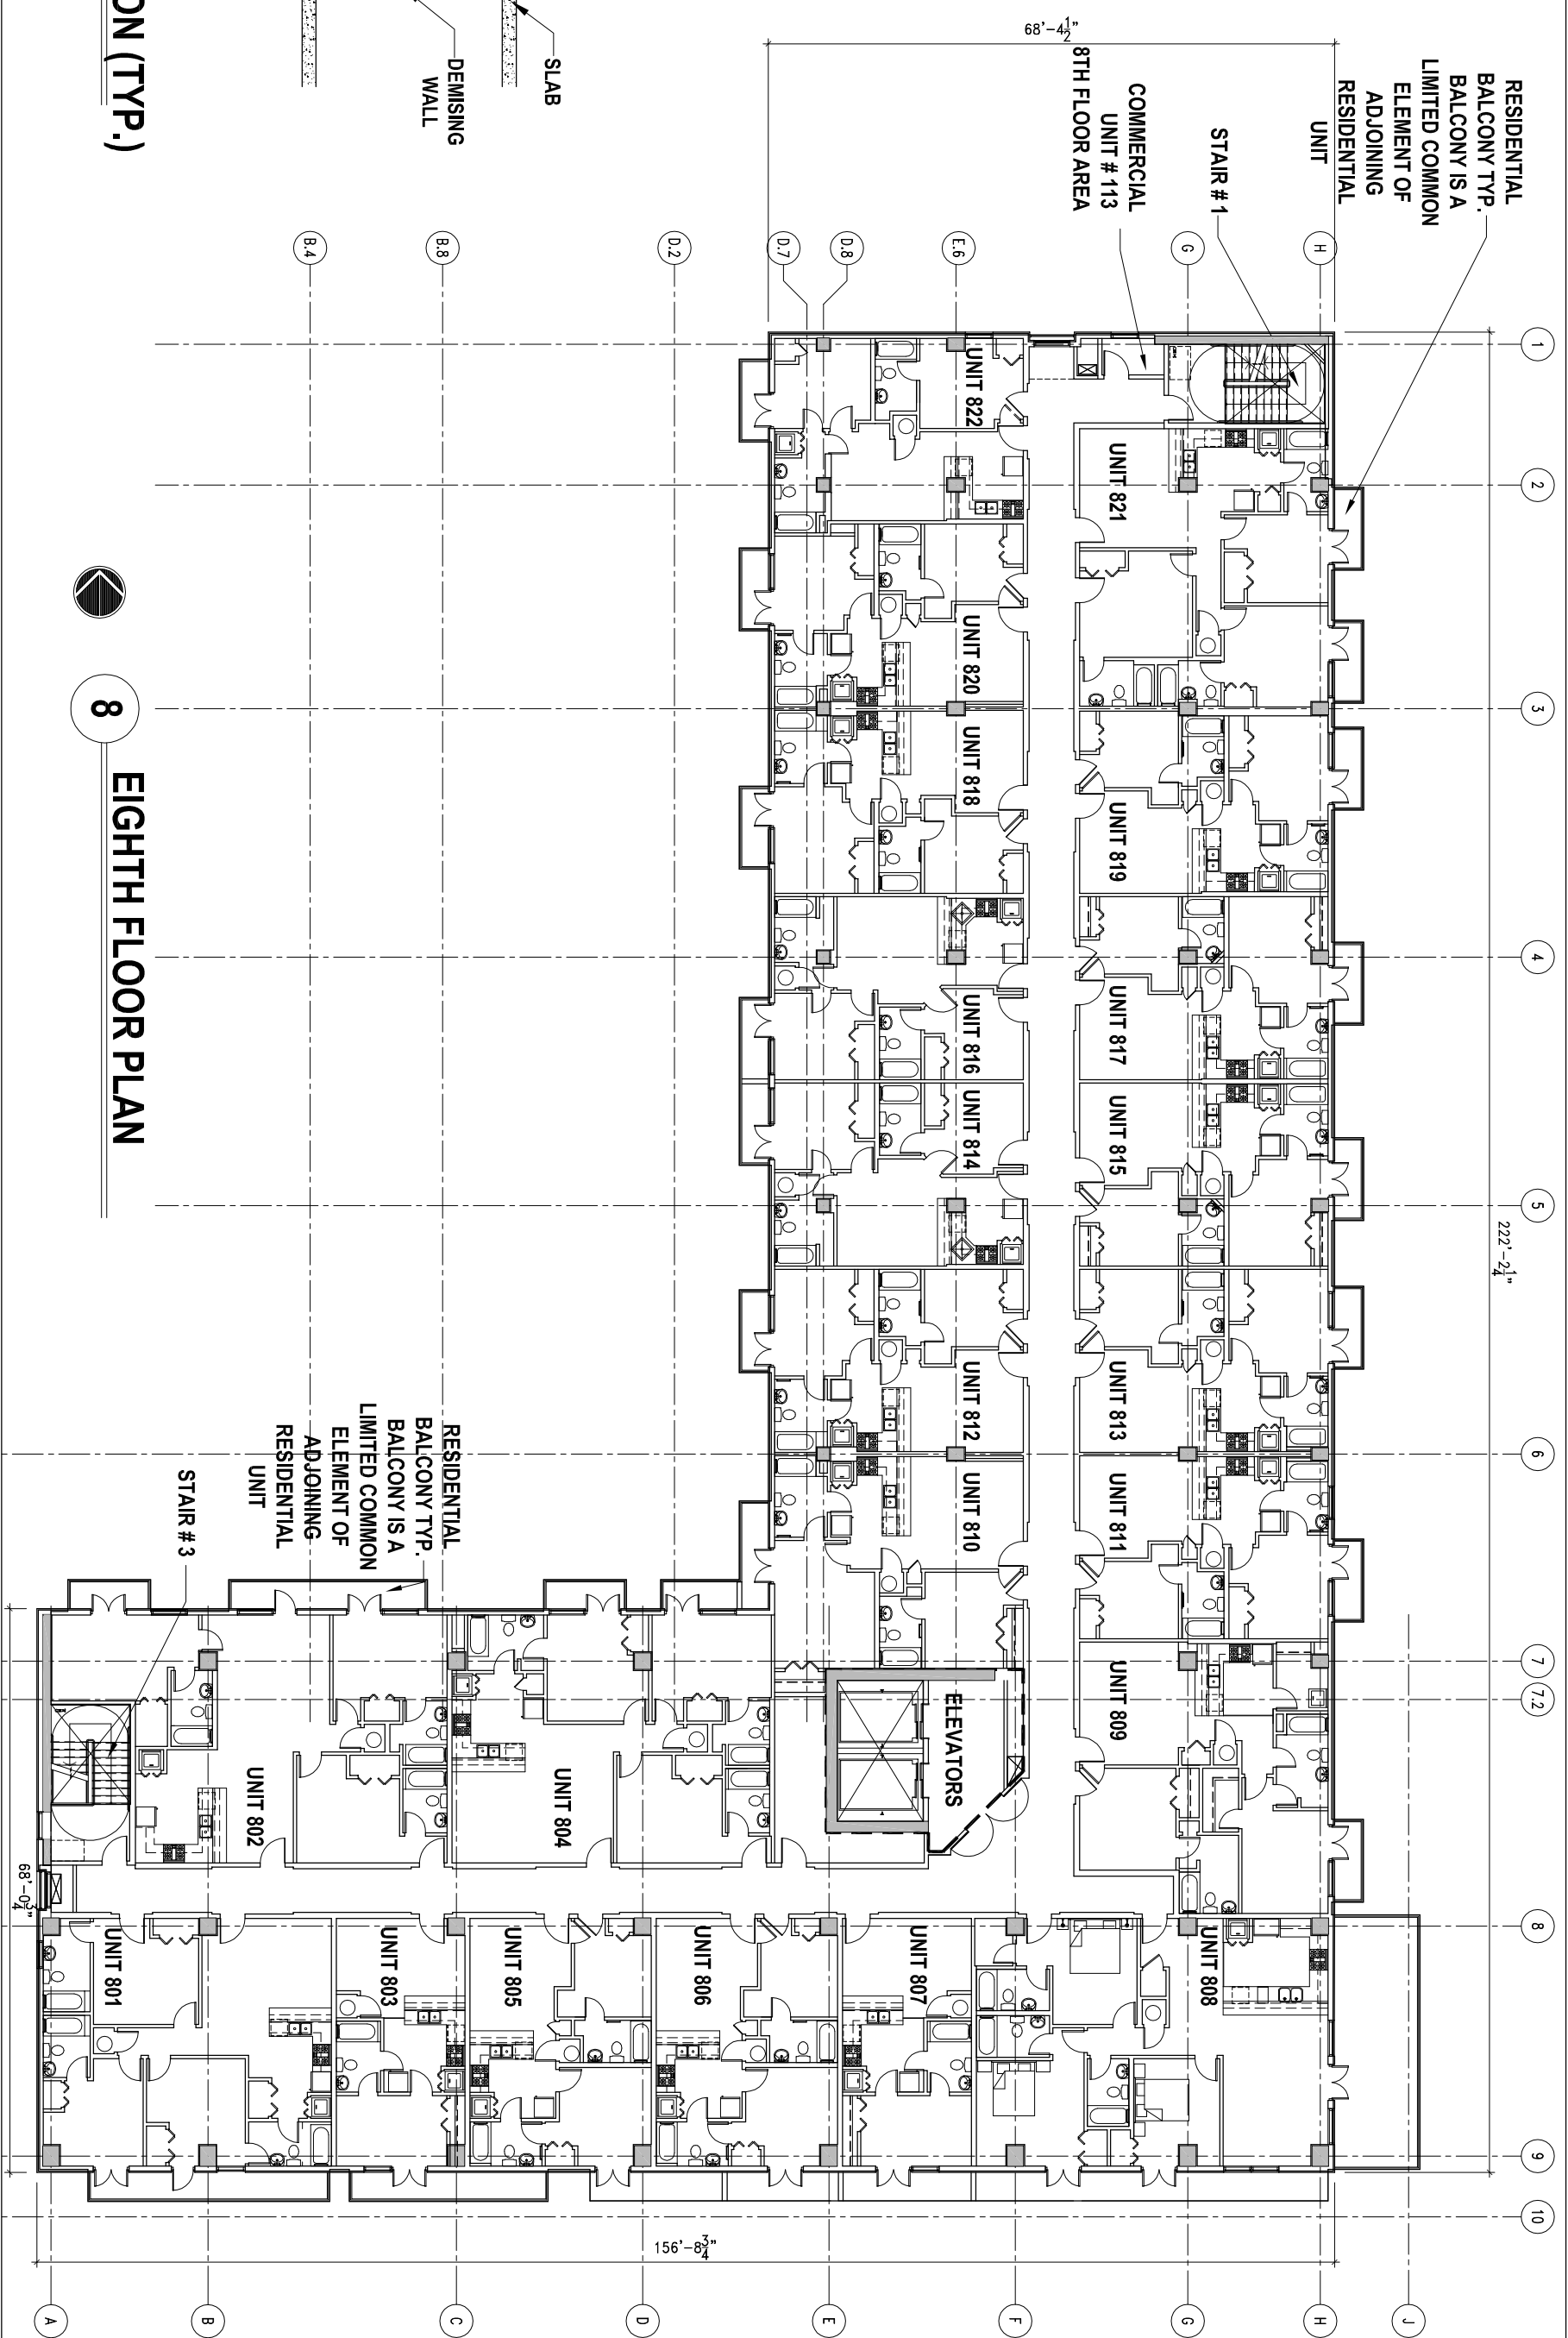 1
2
3
4
5
6
7
7.2
8
9
10
222'-2¼"
RESIDENTIAL
BALCONY TYP.
BALCONY IS A
LIMITED COMMON
ELEMENT OF
ADJOINING
RESIDENTIAL
UNIT
STAIR # 1
COMMERCIAL
UNIT # 113
8TH FLOOR AREA
68'-4½"
J
H
G
F
E
D
C
B
A
H
G
E.6
D.8
D.7
D.2
B.8
B.4
UNIT 821
UNIT 819
UNIT 817
UNIT 815
UNIT 813
UNIT 811
UNIT 809
UNIT 808
UNIT 822
UNIT 820
UNIT 818
UNIT 816
UNIT 814
UNIT 812
UNIT 810
ELEVATORS
UNIT 807
UNIT 806
UNIT 804
UNIT 805
UNIT 803
UNIT 802
UNIT 801
156'-8¾"
RESIDENTIAL
BALCONY TYP.
BALCONY IS A
LIMITED COMMON
ELEMENT OF
ADJOINING
RESIDENTIAL
UNIT
STAIR # 3
68'-0¾"
SLAB
DEMISING
WALL
ON (TYP.)
8
EIGHTH FLOOR PLAN